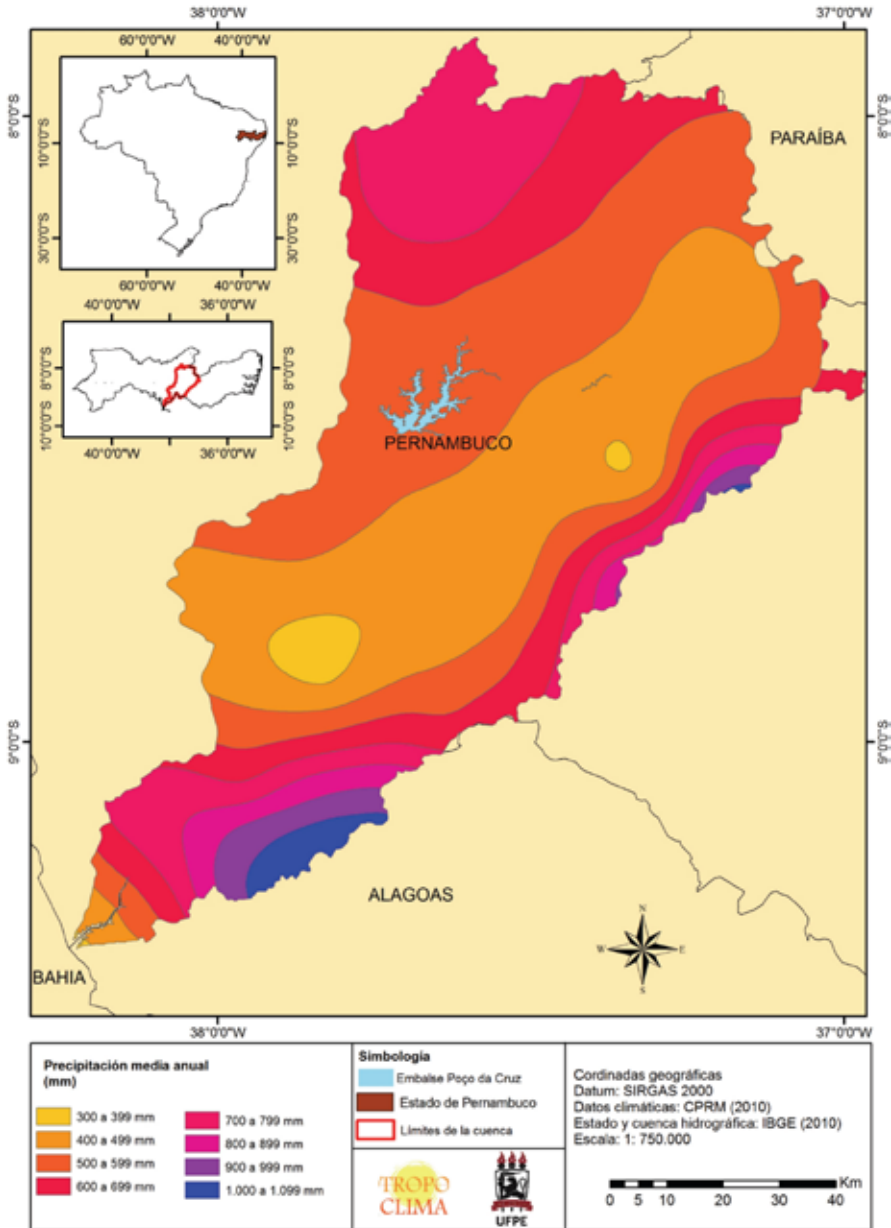 38°0'0"W
37°0'0"W
60°0'0"W
40°0'0"W
10°0'0"S
30°0'0"S
60°0'0"W
40°0'0"W
40°0'0"W
36°0'0"W
8°0'0"S
10°0'0"S
8°0'0"S
10°0'0"S
40°0'0"W
36°0'0"W
8°0'0"S
8°0'0"S
9°0'0"S
9°0'0"S
PARAÍBA
PERNAMBUCO
ALAGOAS
BAHIA
N
W
E
S
38°0'0"W
37°0'0"W
Precipitación media anual
(mm)
300 a 399 mm
400 a 499 mm
500 a 599 mm
600 a 699 mm
700 a 799 mm
800 a 899 mm
900 a 999 mm
1.000 a 1.099 mm
Simbología
Embalse Poço da Cruz
Estado de Pernambuco
Límites de la cuenca
TROPO
CLIMA
UFPE
Cordinadas geográficas
Datum: SIRGAS 2000
Datos climáticas: CPRM (2010)
Estado y cuenca hidrográfica: IBGE (2010)
Escala: 1: 750.000
0 5 10 20 30 40 Km